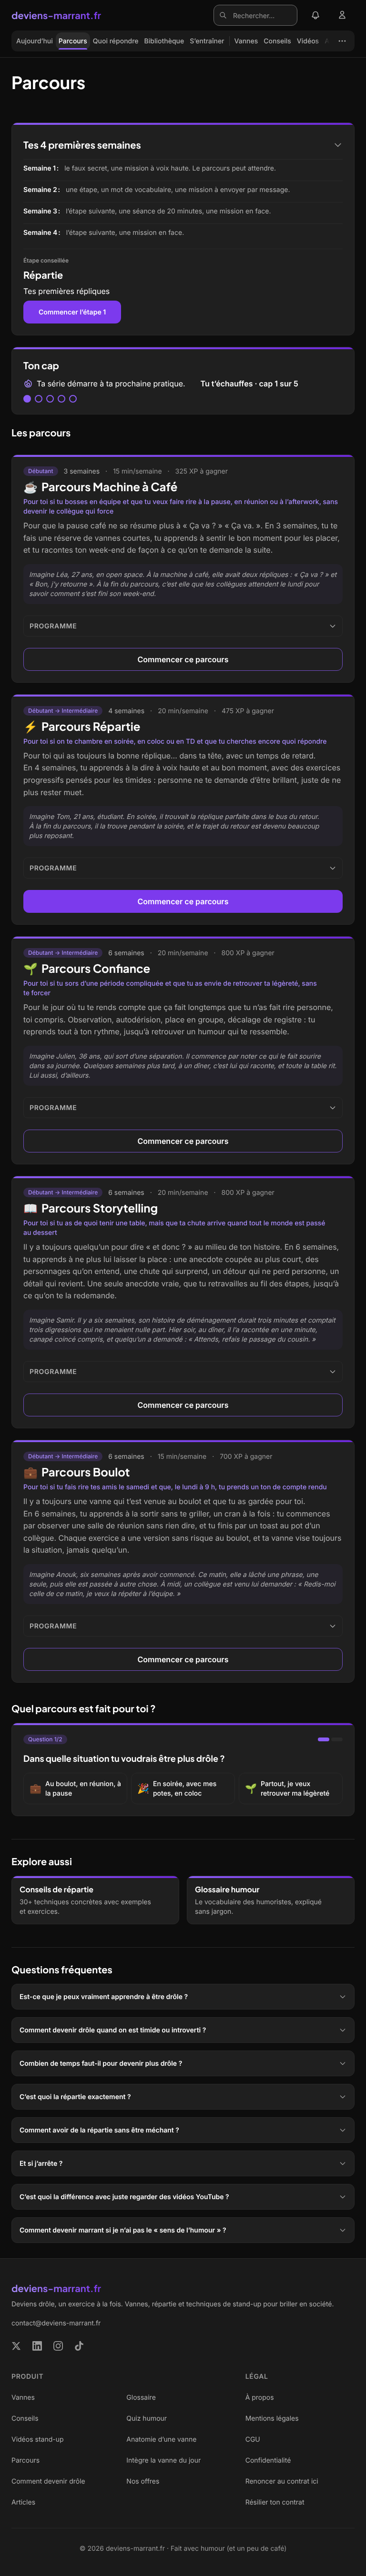 deviens-marrant.fr
Rechercher...
Aujourd'hui
Parcours
Quoi répondre
Bibliothèque
S'entraîner
Vannes
Conseils
Vidéos
Parcours
Tes 4 premières semaines
Semaine 1 : le faux secret, une mission à voix haute. Le parcours peut attendre.
Semaine 2 : une étape, un mot de vocabulaire, une mission à envoyer par message.
Semaine 3 : l'étape suivante, une séance de 20 minutes, une mission en face.
Semaine 4 : l'étape suivante, une mission en face.
Étape conseillée
Répartie
Tes premières répliques
Commencer l'étape 1
Ton cap
Ta série démarre à ta prochaine pratique. Tu t'échauffes · cap 1 sur 5
Les parcours
Débutant 3 semaines · 15 min/semaine · 325 XP à gagner
☕ Parcours Machine à Café
Pour toi si tu bosses en équipe et que tu veux faire rire à la pause, en réunion ou à l'afterwork, sans
devenir le collègue qui force
Pour que la pause café ne se résume plus à « Ça va ? » « Ça va. ». En 3 semaines, tu te
fais une réserve de vannes courtes, tu apprends à sentir le bon moment pour les placer,
et tu racontes ton week-end de façon à ce qu'on te demande la suite.
Imagine Léa, 27 ans, en open space. À la machine à café, elle avait deux répliques : « Ça va ? » et
« Bon, j'y retourne ». À la fin du parcours, c'est elle que les collègues attendent le lundi pour
savoir comment s'est fini son week-end.
PROGRAMME
Commencer ce parcours
Débutant → Intermédiaire 4 semaines · 20 min/semaine · 475 XP à gagner
⚡ Parcours Répartie
Pour toi si on te chambre en soirée, en coloc ou en TD et que tu cherches encore quoi répondre
Pour toi qui as toujours la bonne réplique… dans ta tête, avec un temps de retard.
En 4 semaines, tu apprends à la dire à voix haute et au bon moment, avec des exercices
progressifs pensés pour les timides : personne ne te demande d'être brillant, juste de ne
plus rester muet.
Imagine Tom, 21 ans, étudiant. En soirée, il trouvait la réplique parfaite dans le bus du retour.
À la fin du parcours, il la trouve pendant la soirée, et le trajet du retour est devenu beaucoup
plus reposant.
PROGRAMME
Commencer ce parcours
Débutant → Intermédiaire 6 semaines · 20 min/semaine · 800 XP à gagner
🌱 Parcours Confiance
Pour toi si tu sors d'une période compliquée et que tu as envie de retrouver ta légèreté, sans
te forcer
Pour le jour où tu te rends compte que ça fait longtemps que tu n'as fait rire personne,
toi compris. Observation, autodérision, place en groupe, décalage de registre : tu
reprends tout à ton rythme, jusqu'à retrouver un humour qui te ressemble.
Imagine Julien, 38 ans, qui sort d'une séparation. Il commence par noter ce qui le fait sourire
dans sa journée. Quelques semaines plus tard, à un dîner, c'est lui qui raconte, et toute la table rit.
Lui aussi, d'ailleurs.
PROGRAMME
Commencer ce parcours
Débutant → Intermédiaire 6 semaines · 20 min/semaine · 800 XP à gagner
📖 Parcours Storytelling
Pour toi si tu as de quoi tenir une table, mais que ta chute arrive quand tout le monde est passé
au dessert
Il y a toujours quelqu'un pour dire « et donc ? » au milieu de ton histoire. En 6 semaines,
tu apprends à ne plus lui laisser la place : une anecdote coupée au plus court, des
personnages qu'on entend, une chute qui surprend, un détour qui ne perd personne, un
détail qui revient. Une seule anecdote vraie, que tu retravailles au fil des étapes, jusqu'à
ce qu'on te la redemande.
Imagine Samir. Il y a six semaines, son histoire de déménagement durait trois minutes et comptait
trois digressions qui ne menaient nulle part. Hier soir, au dîner, il l'a racontée en une minute,
canapé coincé compris, et quelqu'un a demandé : « Attends, refais le passage du cousin. »
PROGRAMME
Commencer ce parcours
Débutant → Intermédiaire 6 semaines · 15 min/semaine · 700 XP à gagner
💼 Parcours Boulot
Pour toi si tu fais rire tes amis le samedi et que, le lundi à 9 h, tu prends un ton de compte rendu
Il y a toujours une vanne qui t'est venue au boulot et que tu as gardée pour toi.
En 6 semaines, tu apprends à la sortir sans te griller, un cran à la fois : tu commences
par observer une salle de réunion sans rien dire, et tu finis par un toast au pot d'un
collègue. Chaque exercice a une version sans risque au boulot, et ta vanne vise toujours
la situation, jamais quelqu'un.
Imagine Anouk, six semaines après avoir commencé. Ce matin, elle a lâché une phrase, une
seule, puis elle est passée à autre chose. À midi, un collègue est venu lui demander : « Redis-moi
celle de ce matin, je veux la répéter à l'équipe. »
PROGRAMME
Commencer ce parcours
Quel parcours est fait pour toi ?
Question 1/2
Dans quelle situation tu voudrais être plus drôle ?
💼 Au boulot, en réunion, à
la pause
🎉 En soirée, avec mes
potes, en coloc
🌱 Partout, je veux
retrouver ma légèreté
Explore aussi
Conseils de répartie
30+ techniques concrètes avec exemples
et exercices.
Glossaire humour
Le vocabulaire des humoristes, expliqué
sans jargon.
Questions fréquentes
Est-ce que je peux vraiment apprendre à être drôle ?
Comment devenir drôle quand on est timide ou introverti ?
Combien de temps faut-il pour devenir plus drôle ?
C'est quoi la répartie exactement ?
Comment avoir de la répartie sans être méchant ?
Et si j'arrête ?
C'est quoi la différence avec juste regarder des vidéos YouTube ?
Comment devenir marrant si je n'ai pas le « sens de l'humour » ?
deviens-marrant.fr
Deviens drôle, un exercice à la fois. Vannes, répartie et techniques de stand-up pour briller en société.
contact@deviens-marrant.fr
PRODUIT
Vannes
Conseils
Vidéos stand-up
Parcours
Comment devenir drôle
Articles
Glossaire
Quiz humour
Anatomie d'une vanne
Intègre la vanne du jour
Nos offres
LÉGAL
À propos
Mentions légales
CGU
Confidentialité
Renoncer au contrat ici
Résilier ton contrat
© 2026 deviens-marrant.fr · Fait avec humour (et un peu de café)